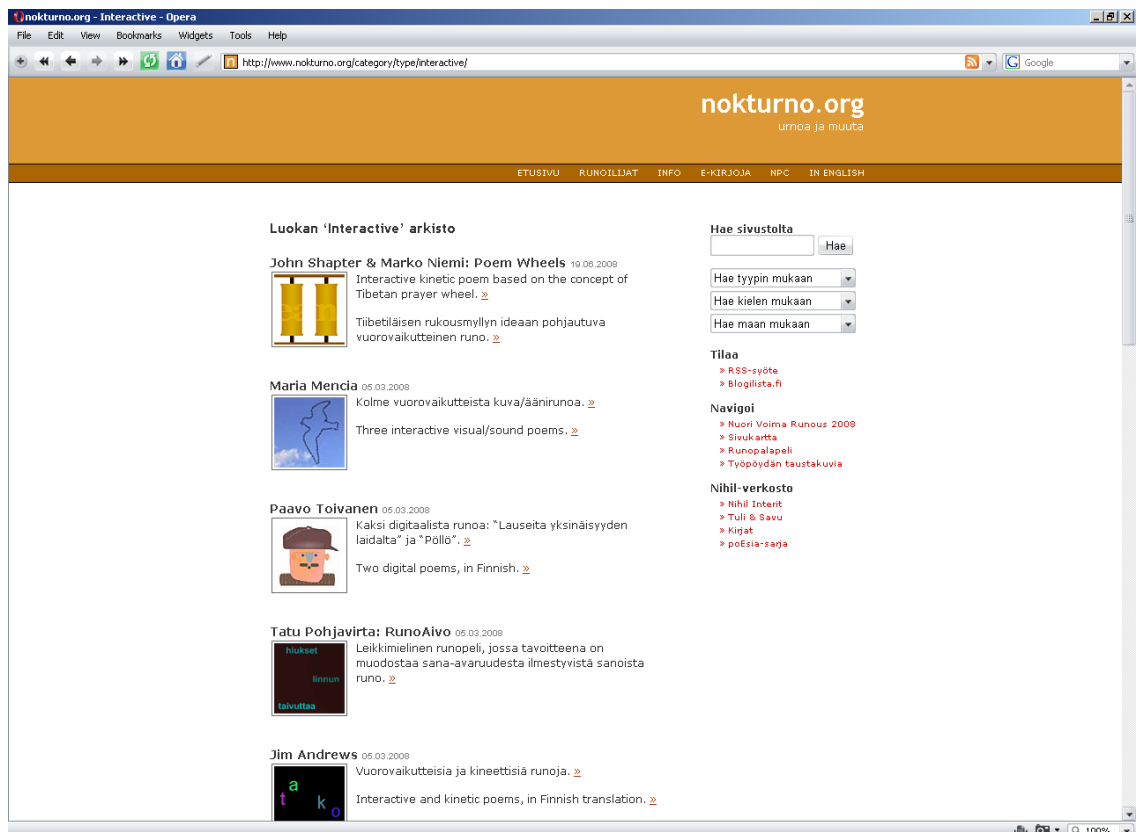 nokturno.org - Interactive - Opera
File Edit View Bookmarks Widgets Tools Help
http://www.nokturno.org/category/type/interactive/ Google
nokturno.org
urnoa ja muuta
ETUSIVU RUNOILIJAT INFO E-KIRJOJA NPC IN ENGLISH
Luokan ‘Interactive’ arkisto
John Shapter & Marko Niemi: Poem Wheels 19.06.2008
Interactive kinetic poem based on the concept of
Tibetan prayer wheel. »
Tiibetiläisen rukousmyllyn ideaan pohjautuva
vuorovaikutteinen runo. »
Maria Mencia 05.03.2008
Kolme vuorovaikutteista kuva/äänirunoa. »
Three interactive visual/sound poems. »
Paavo Toivanen 05.03.2008
Kaksi digitaalista runoa: “Lauseita yksinäisyyden
laidalta” ja “Pöllö”. »
Two digital poems, in Finnish. »
Tatu Pohjavirta: RunoAivo 05.03.2008
hiukset
linnun
taivuttaa
Leikkimielinen runopeli, jossa tavoitteena on
muodostaa sana-avaruudesta ilmestyvistä sanoista
runo. »
Jim Andrews 05.03.2008
t a k o
Vuorovaikutteisia ja kineettisiä runoja. »
Interactive and kinetic poems, in Finnish translation. »
Hae sivustolta
Hae
Hae tyypin mukaan
Hae kielen mukaan
Hae maan mukaan
Tilaa
» RSS-syöte
» Blogilista.fi
Navigoi
» Nuori Voima Runous 2008
» Sivukartta
» Runopalapeli
» Työpöydän taustakuvia
Nihil-verkosto
» Nihil Interit
» Tuli & Savu
» Kirjat
» poEsia-sarja
100%